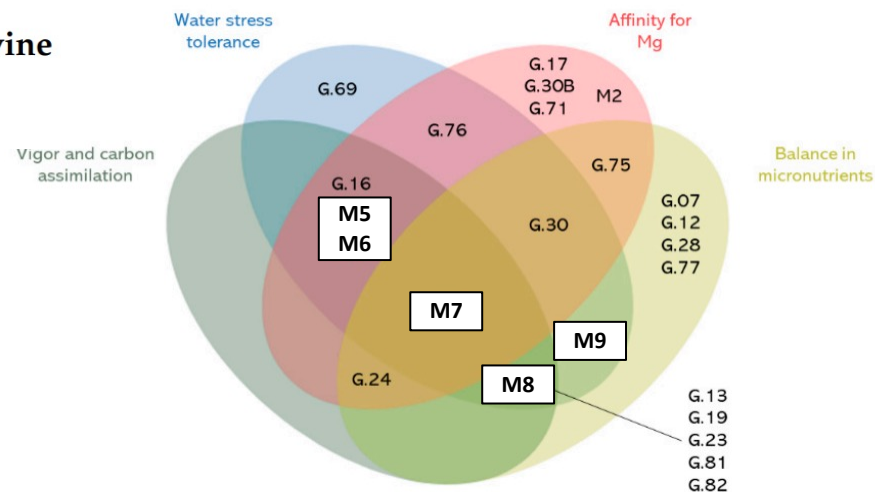 vine
Water stress
tolerance
Affinity for
Mg
Vigor and carbon
assimilation
Balance in
micronutrients
G.69
G.17
G.30B
G.71
M2
G.76
G.75
G.16
M5
M6
G.30
G.07
G.12
G.28
G.77
M7
M9
G.24
M8
G.13
G.19
G.23
G.81
G.82